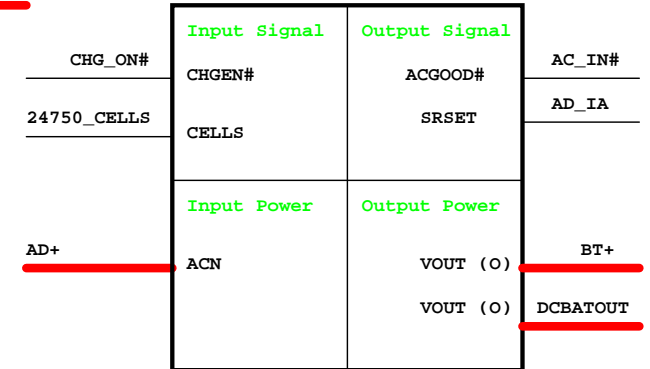 Input Signal Output Signal
CHG_ON# CHGEN# ACGOOD# AC_IN#
24750_CELLS CELLS SRSET AD_IA
Input Power Output Power
AD+ ACN VOUT (O) BT+
VOUT (O) DCBATOUT